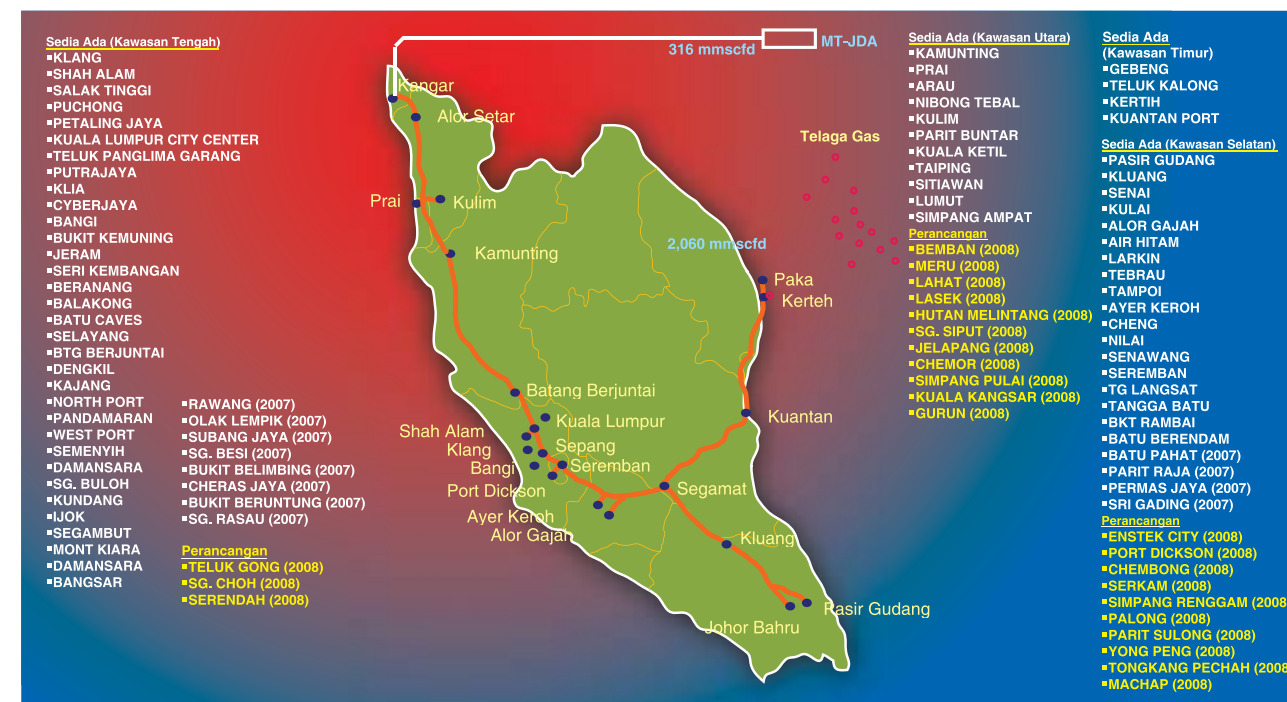 Sedia Ada (Kawasan Tengah)
▪KLANG
▪SHAH ALAM
▪SALAK TINGGI
▪PUCHONG
▪PETALING JAYA
▪KUALA LUMPUR CITY CENTER
▪TELUK PANGLIMA GARANG
▪PUTRAJAYA
▪KLIA
▪CYBERJAYA
▪BANGI
▪BUKIT KEMUNING
▪JERAM
▪SERI KEMBANGAN
▪BERANANG
▪BALAKONG
▪BATU CAVES
▪SELAYANG
▪BTG BERJUNTAI
▪DENGKIL
▪KAJANG
▪NORTH PORT
▪PANDAMARAN
▪WEST PORT
▪SEMENYIH
▪DAMANSARA
▪SG. BULOH
▪KUNDANG
▪IJOK
▪SEGAMBUT
▪MONT KIARA
▪DAMANSARA
▪BANGSAR
▪RAWANG (2007)
▪OLAK LEMPIK (2007)
▪SUBANG JAYA (2007)
▪SG. BESI (2007)
▪BUKIT BELIMBING (2007)
▪CHERAS JAYA (2007)
▪BUKIT BERUNTUNG (2007)
▪SG. RASAU (2007)
Perancangan
▪TELUK GONG (2008)
▪SG. CHOH (2008)
▪SERENDAH (2008)
316 mmscfd
MT-JDA
Kangar
Alor Setar
Telaga Gas
Prai
Kulim
2,060 mmscfd
Kamunting
Paka
Kerteh
Batang Berjuntai
Kuantan
Kuala Lumpur
Shah Alam
Klang
Sepang
Bangi
Seremban
Port Dickson
Segamat
Ayer Keroh
Alor Gajah
Kluang
Pasir Gudang
Johor Bahru
Sedia Ada (Kawasan Utara)
▪KAMUNTING
▪PRAI
▪ARAU
▪NIBONG TEBAL
▪KULIM
▪PARIT BUNTAR
▪KUALA KETIL
▪TAIPING
▪SITIAWAN
▪LUMUT
▪SIMPANG AMPAT
Perancangan
▪BEMBAN (2008)
▪MERU (2008)
▪LAHAT (2008)
▪LASEK (2008)
▪HUTAN MELINTANG (2008)
▪SG. SIPUT (2008)
▪JELAPANG (2008)
▪CHEMOR (2008)
▪SIMPANG PULAI (2008)
▪KUALA KANGSAR (2008)
▪GURUN (2008)
Sedia Ada
(Kawasan Timur)
▪GEBENG
▪TELUK KALONG
▪KERTIH
▪KUANTAN PORT
Sedia Ada (Kawasan Selatan)
▪PASIR GUDANG
▪KLUANG
▪SENAI
▪KULAI
▪ALOR GAJAH
▪AIR HITAM
▪LARKIN
▪TEBRAU
▪TAMPOI
▪AYER KEROH
▪CHENG
▪NILAI
▪SENAWANG
▪SEREMBAN
▪TG LANGSAT
▪TANGGA BATU
▪BKT RAMBAI
▪BATU BERENDAM
▪BATU PAHAT (2007)
▪PARIT RAJA (2007)
▪PERMAS JAYA (2007)
▪SRI GADING (2007)
Perancangan
▪ENSTEK CITY (2008)
▪PORT DICKSON (2008)
▪CHEMBONG (2008)
▪SERKAM (2008)
▪SIMPANG RENGGAM (2008
▪PALONG (2008)
▪PARIT SULONG (2008)
▪YONG PENG (2008)
▪TONGKANG PECHAH (2008
▪MACHAP (2008)